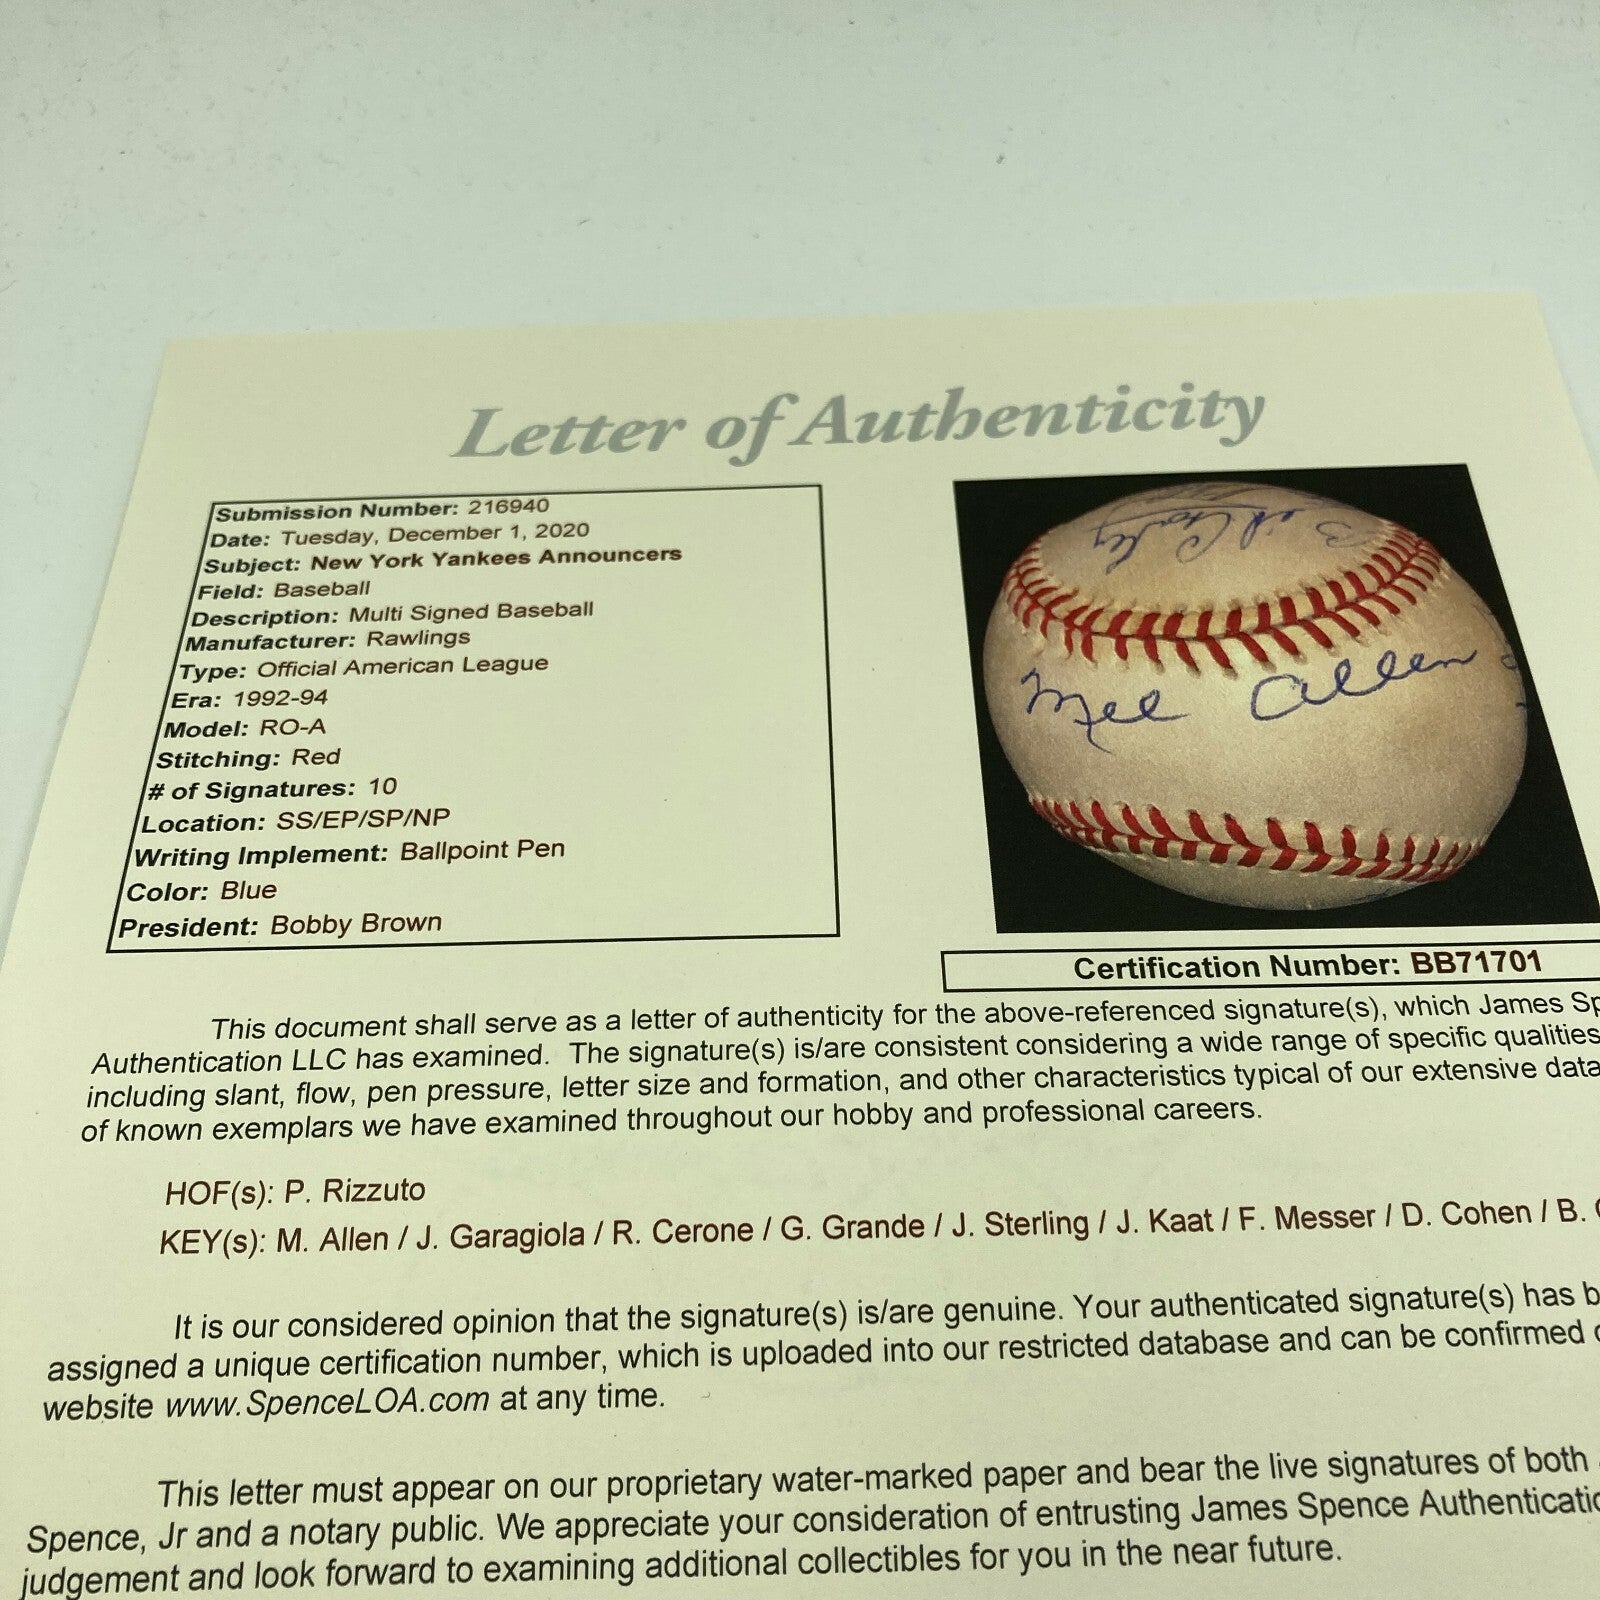 Letter of Authenticity
Submission Number: 216940
Date: Tuesday, December 1, 2020
Subject: New York Yankees Announcers
Field: Baseball
Description: Multi Signed Baseball
Manufacturer: Rawlings
Type: Official American League
Era: 1992-94
Model: RO-A
Stitching: Red
# of Signatures: 10
Location: SS/EP/SP/NP
Writing Implement: Ballpoint Pen
Color: Blue
President: Bobby Brown
Mel Allen
Certification Number: BB71701
This document shall serve as a letter of authenticity for the above-referenced signature(s), which James Sp
Authentication LLC has examined. The signature(s) is/are consistent considering a wide range of specific qualities
including slant, flow, pen pressure, letter size and formation, and other characteristics typical of our extensive data
of known exemplars we have examined throughout our hobby and professional careers.
HOF(s): P. Rizzuto
KEY(s): M. Allen / J. Garagiola / R. Cerone / G. Grande / J. Sterling / J. Kaat / F. Messer / D. Cohen / B.
It is our considered opinion that the signature(s) is/are genuine. Your authenticated signature(s) has b
assigned a unique certification number, which is uploaded into our restricted database and can be confirmed
website www.SpenceLOA.com at any time.
This letter must appear on our proprietary water-marked paper and bear the live signatures of both
Spence, Jr and a notary public. We appreciate your consideration of entrusting James Spence Authenticatio
judgement and look forward to examining additional collectibles for you in the near future.